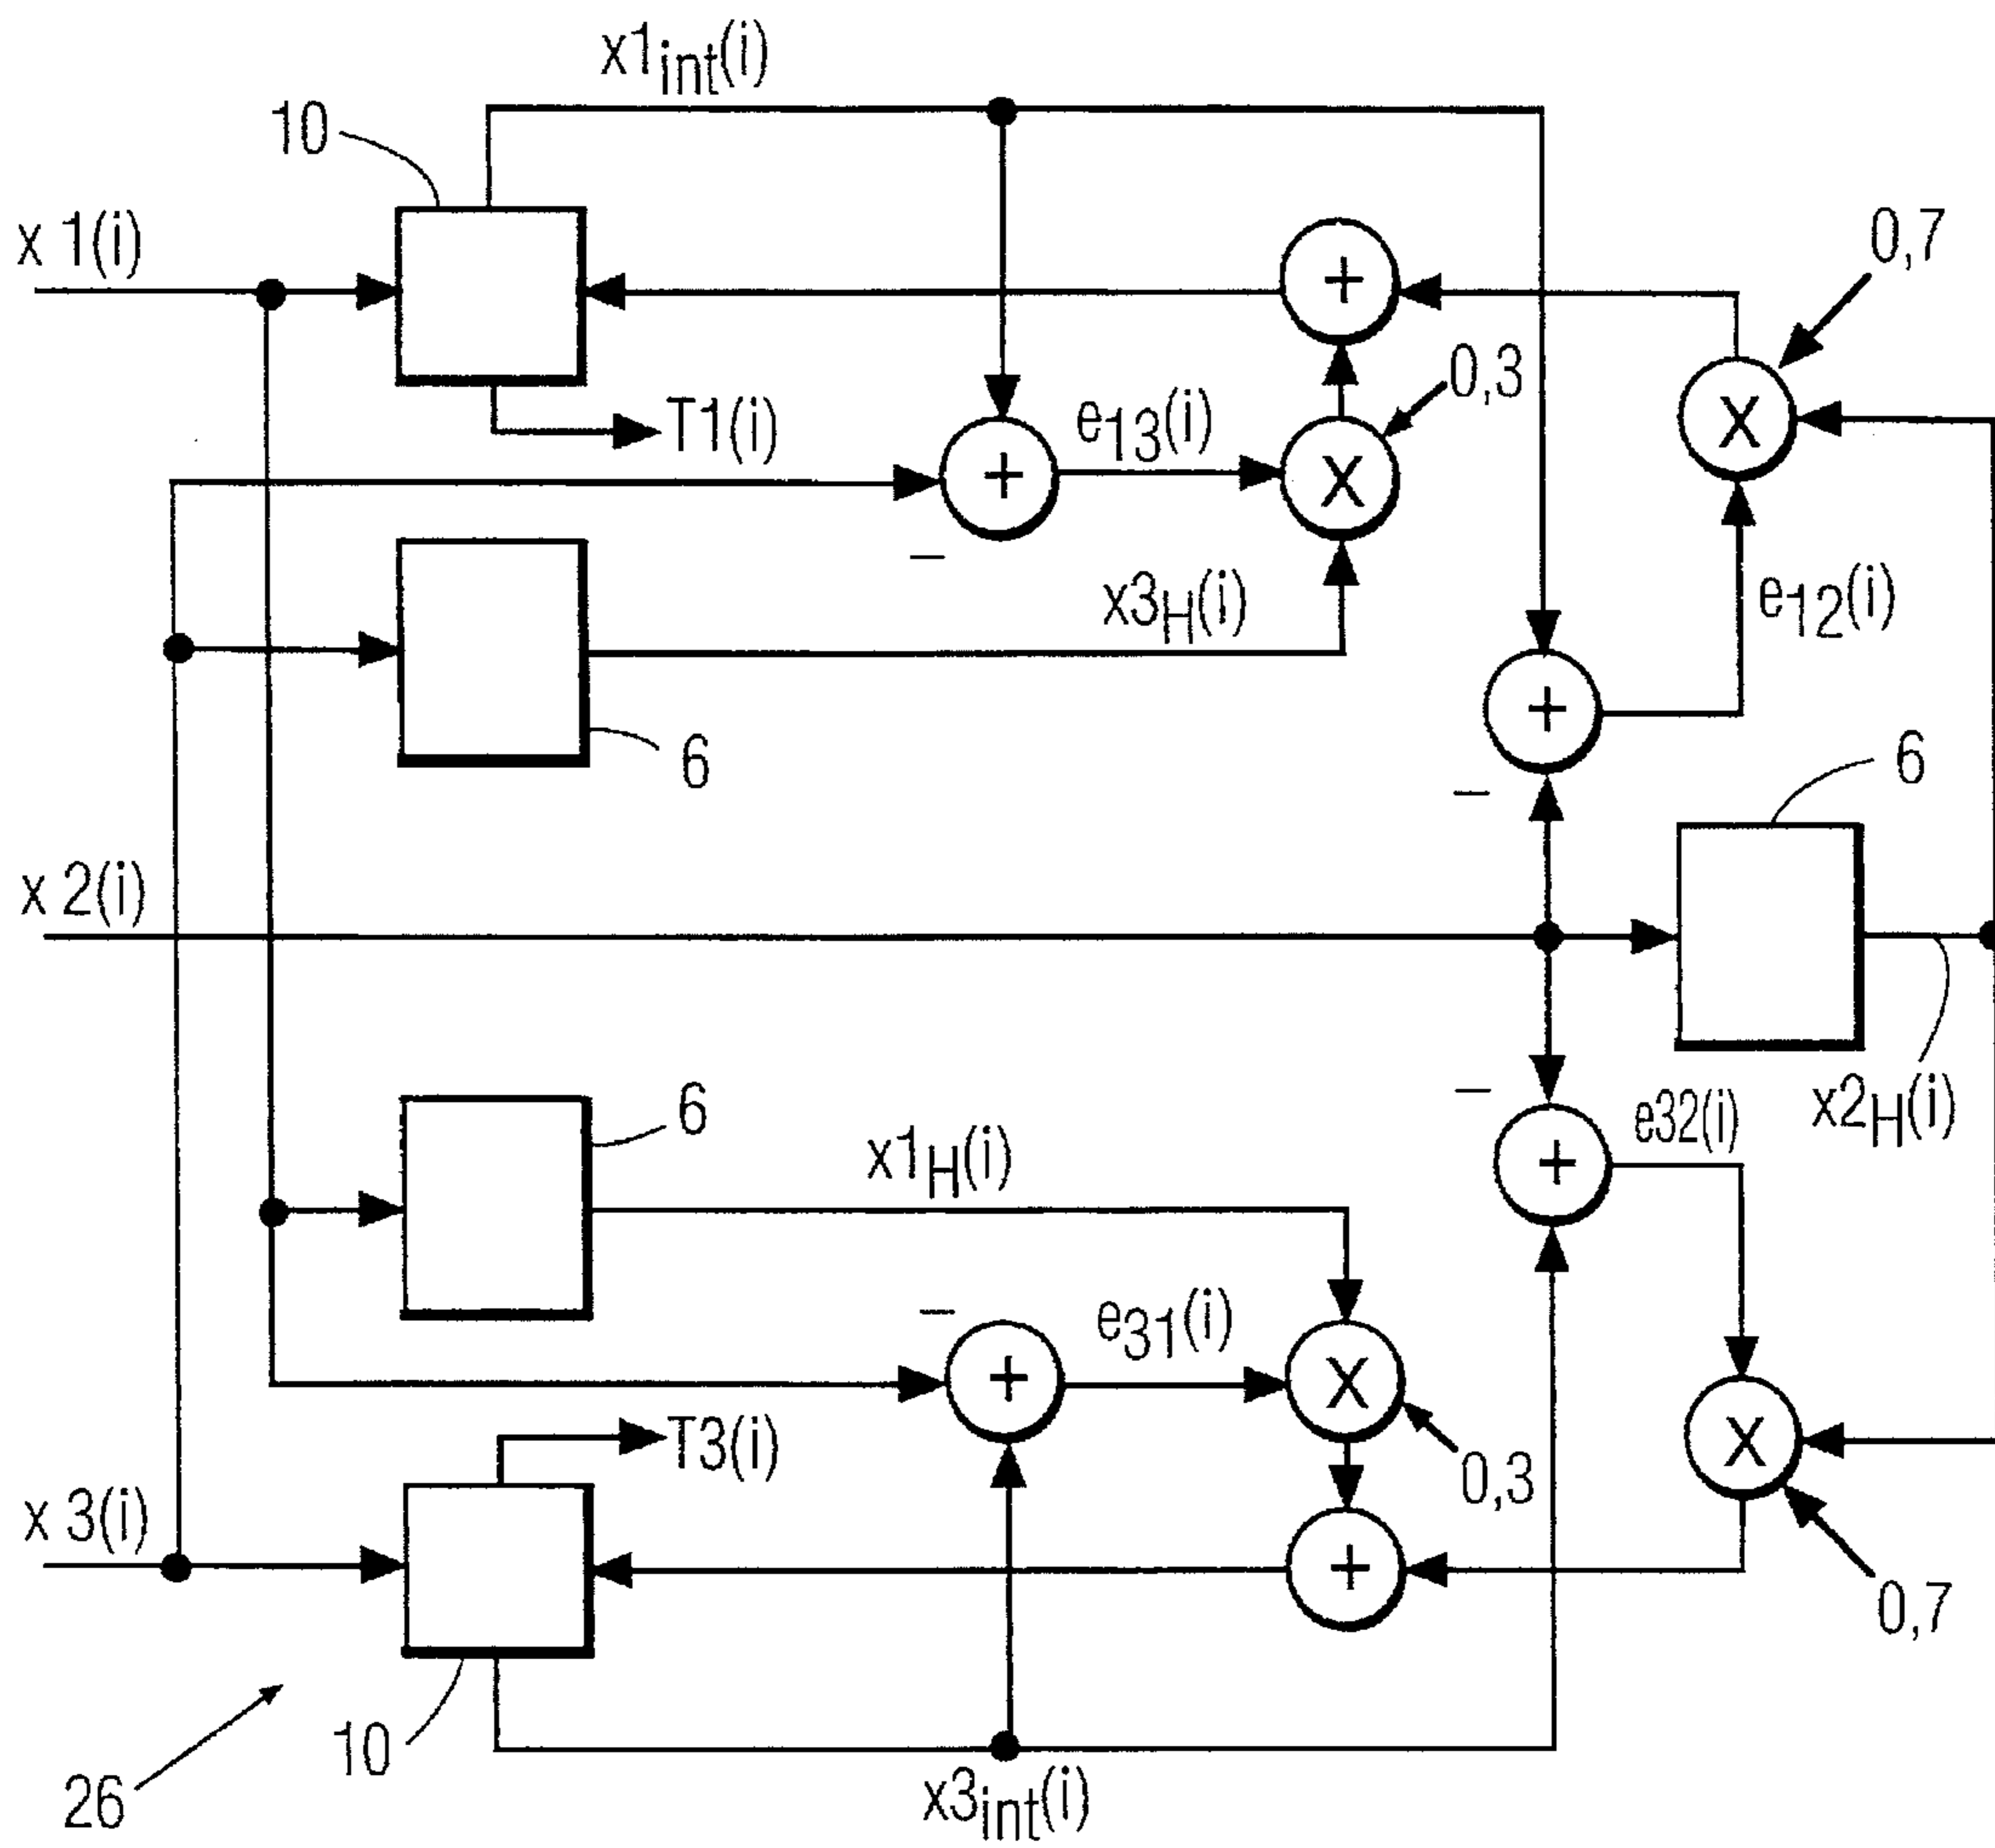 x1int(i)
10
x 1(i)
0,7
+
0,3
T1(i)
e13(i)
X
+
X
–
x3H(i)
e12(i)
6
+
6
–
x 2(i)
–
x2H(i)
6
x1H(i)
e32(i)
+
–
e31(i)
+
X
T3(i)
X
0,3
x 3(i)
+
0,7
10
26
x3int(i)